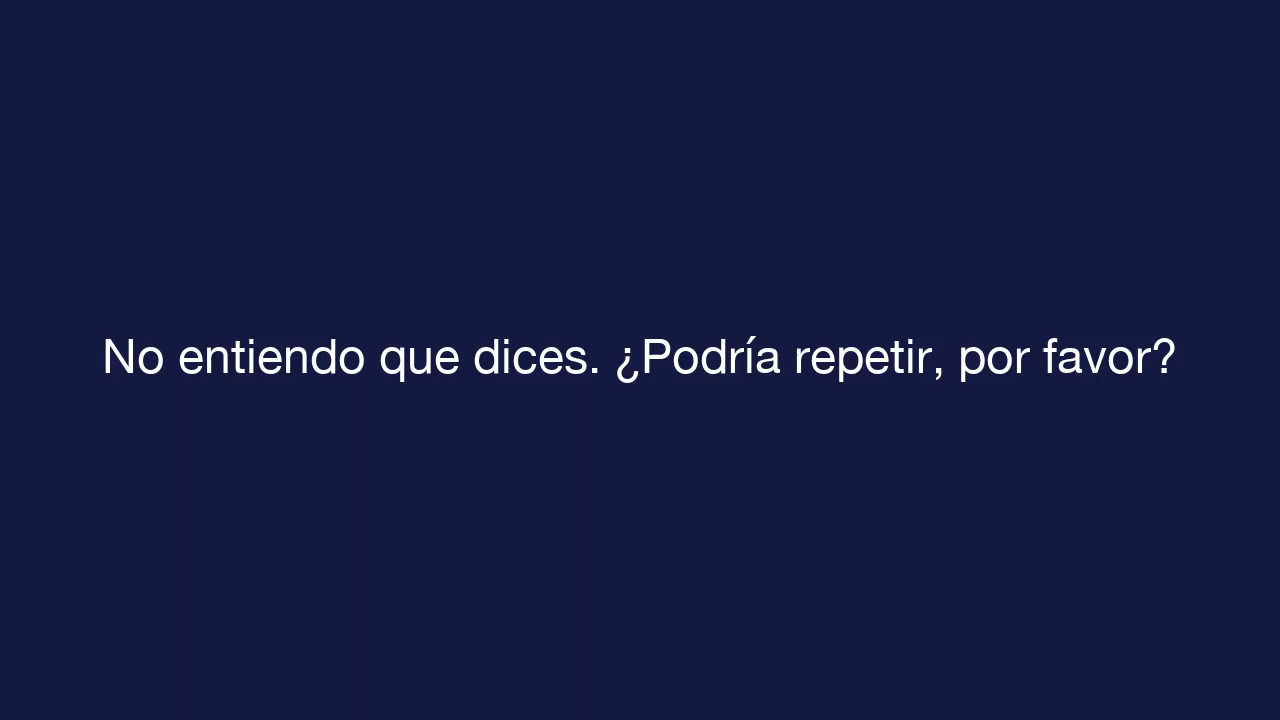 No entiendo que dices. ¿Podría repetir, por favor?